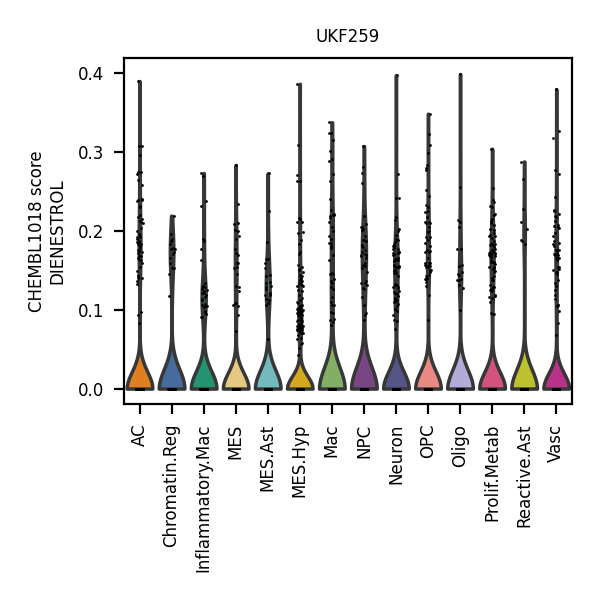 UKF259
CHEMBL1018 score
DIENESTROL
0.4
0.3
0.2
0.1
0.0
AC
Chromatin.Reg
Inflammatory.Mac
MES
MES.Ast
MES.Hyp
Mac
NPC
Neuron
OPC
Oligo
Prolif.Metab
Reactive.Ast
Vasc